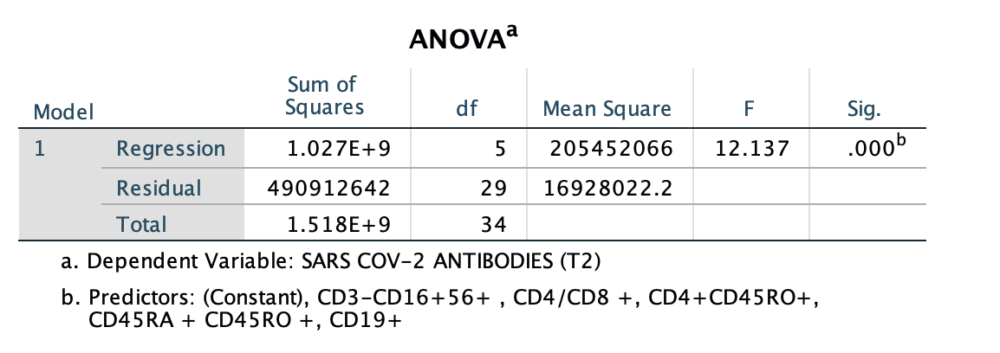 ANOVAa
Model Sum of Squares df Mean Square F Sig.
1 Regression 1.027E+9 5 205452066 12.137 .000b
Residual 490912642 29 16928022.2
Total 1.518E+9 34
a. Dependent Variable: SARS COV-2 ANTIBODIES (T2)
b. Predictors: (Constant), CD3-CD16+56+ , CD4/CD8 +, CD4+CD45RO+,
CD45RA + CD45RO +, CD19+